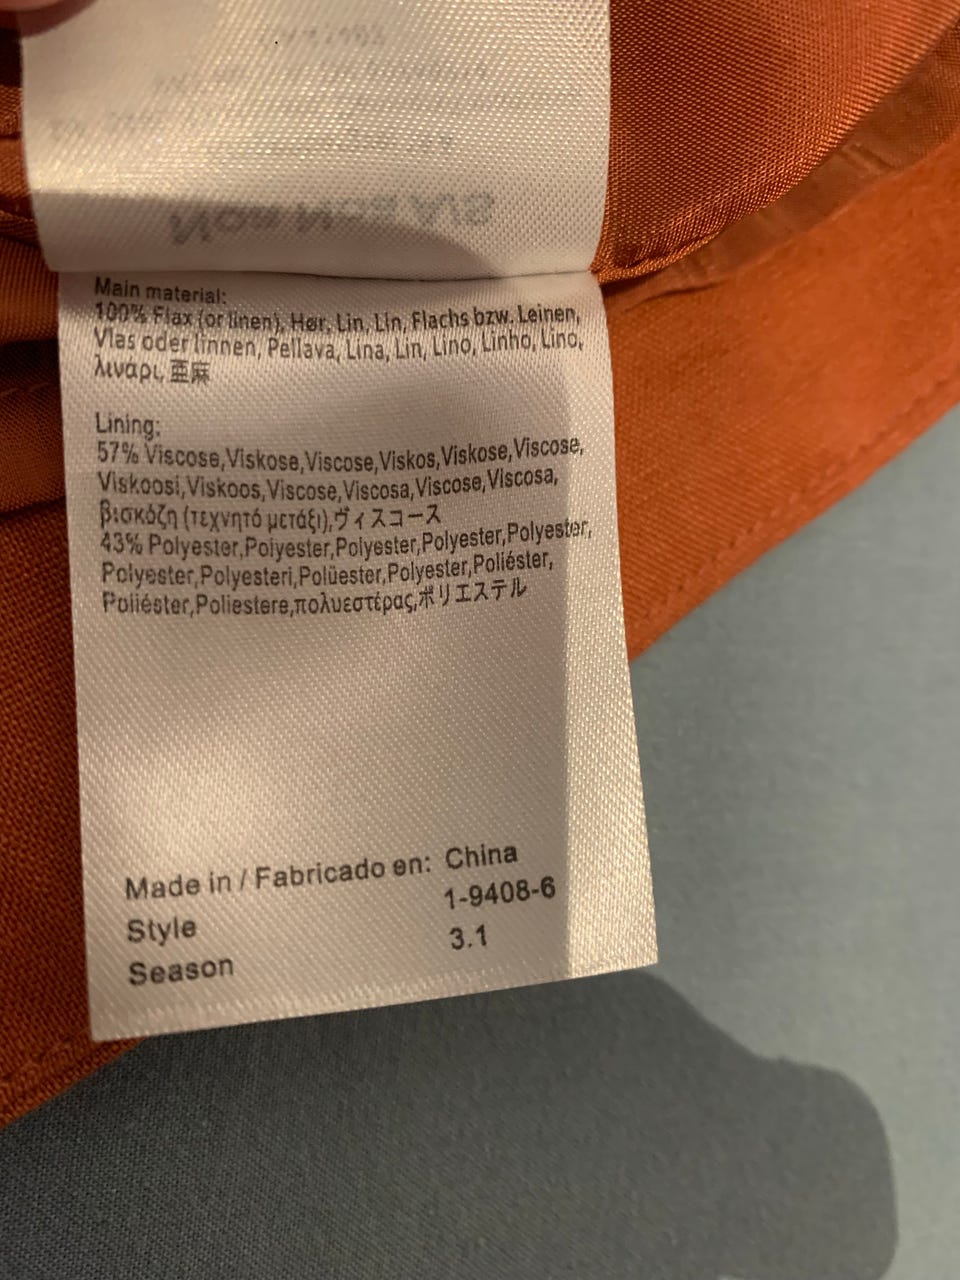 Main material:
100% Flax (or linen), Hør, Lin, Lin, Flachs bzw. Leinen,
Vlas oder linnen, Pellava, Lina, Lin, Lino, Linho, Lino,
λιναρι, 亜麻
Lining:
57% Viscose,Viskose,Viscose,Viskos,Viskose,Viscose,
Viskoosi,Viskoos,Viscose,Viscosa,Viscose,Viscosa,
βισκόζη (τεχνητό μετάξι),ヴィスコース
43% Polyester,Polyester,Polyester,Polyester,Polyester,
Polyester,Polyesteri,Polüester,Polyester,Poliéster,
Poliéster,Poliestere,πολυεστέρας,ポリエステル
Made in / Fabricado en: China
Style 1-9408-6
Season 3.1